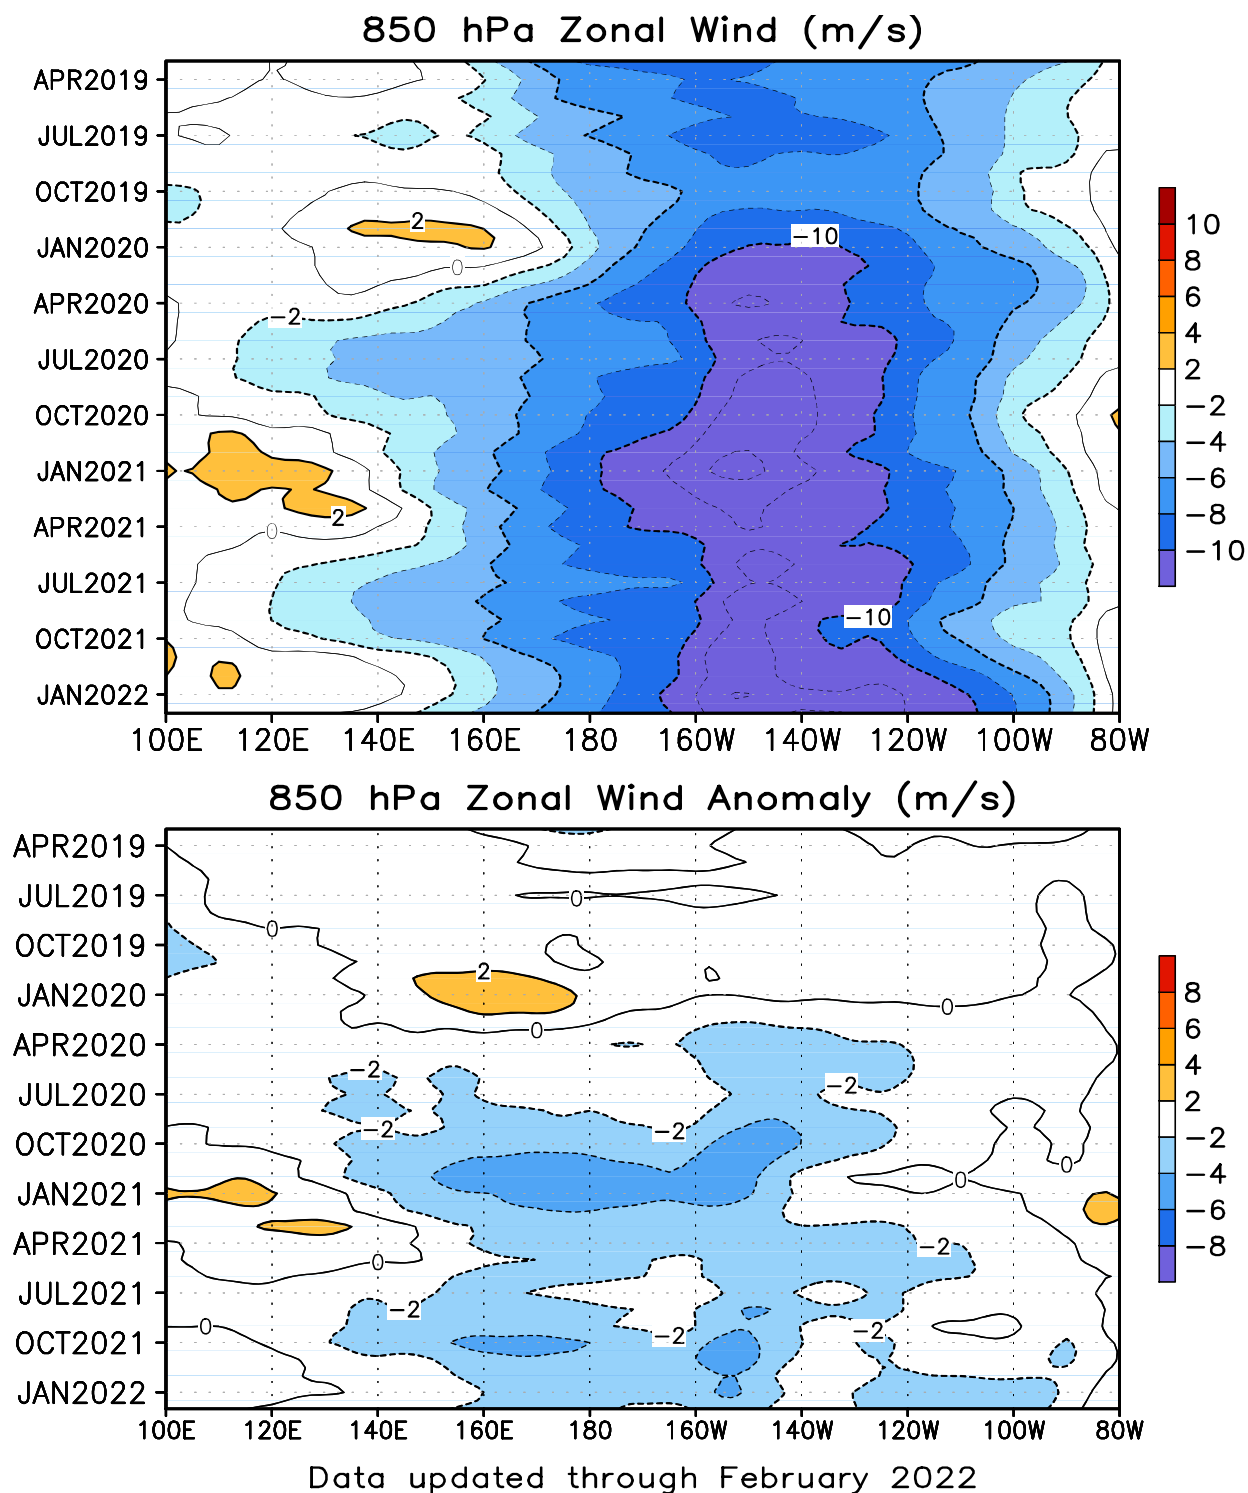 850 hPa Zonal Wind (m/s)
APR2019
JUL2019
OCT2019
JAN2020
APR2020
JUL2020
OCT2020
JAN2021
APR2021
JUL2021
OCT2021
JAN2022
2
0
-10
-2
2
0
-10
100E 120E 140E 160E 180 160W 140W 120W 100W 80W
10
8
6
4
2
-2
-4
-6
-8
-10
850 hPa Zonal Wind Anomaly (m/s)
APR2019
JUL2019
OCT2019
JAN2020
APR2020
JUL2020
OCT2020
JAN2021
APR2021
JUL2021
OCT2021
JAN2022
0
0
2
0
0
-2
-2
-2
-2
0
0
-2
0
-2
0
-2
-2
100E 120E 140E 160E 180 160W 140W 120W 100W 80W
8
6
4
2
-2
-4
-6
-8
Data updated through February 2022